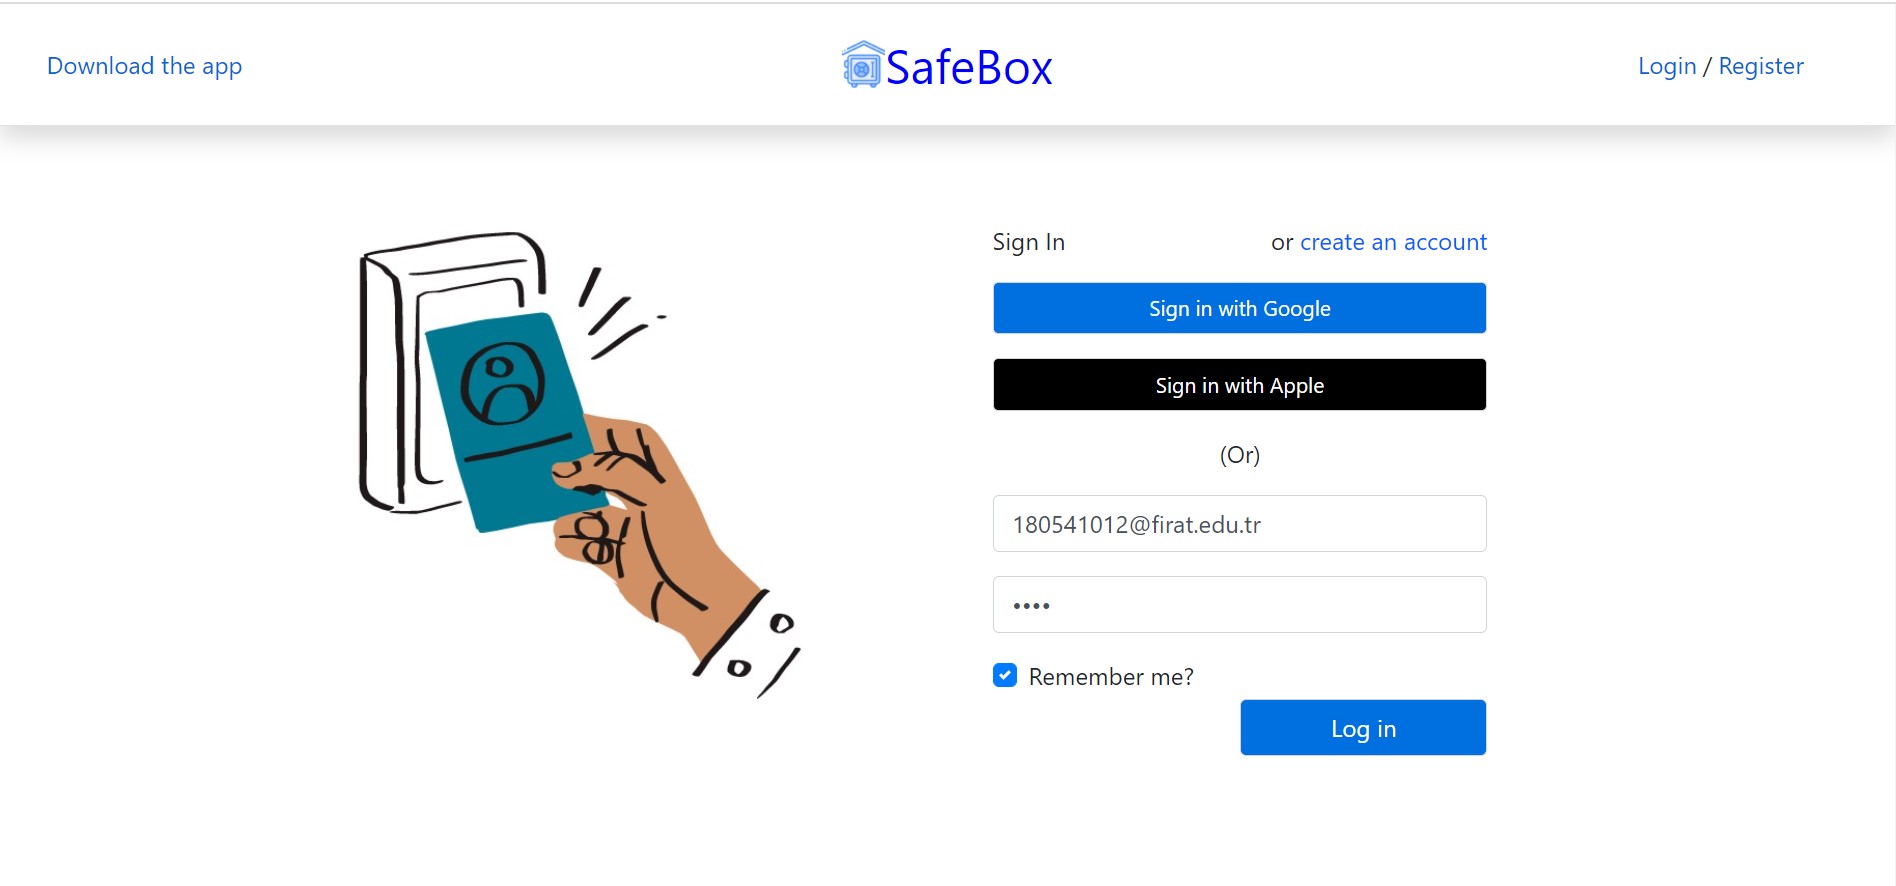 Download the app
SafeBox
Login / Register
Sign In
or create an account
Sign in with Google
Sign in with Apple
(Or)
180541012@firat.edu.tr
••••
Remember me?
Log in